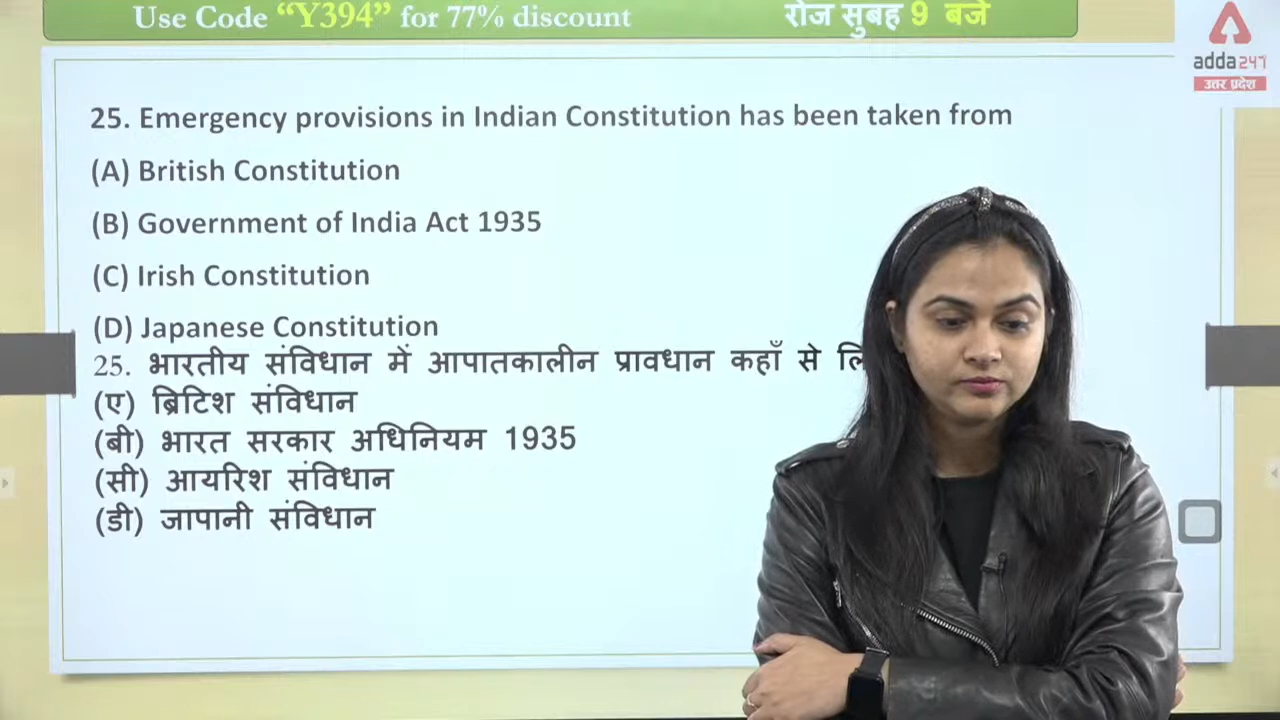 Use Code “Y394” for 77% discount
रोज सुबह 9 बजे
adda247
उत्तर प्रदेश
25. Emergency provisions in Indian Constitution has been taken from
(A) British Constitution
(B) Government of India Act 1935
(C) Irish Constitution
(D) Japanese Constitution
25. भारतीय संविधान में आपातकालीन प्रावधान कहाँ से
(ए) ब्रिटिश संविधान
(बी) भारत सरकार अधिनियम 1935
(सी) आयरिश संविधान
(डी) जापानी संविधान